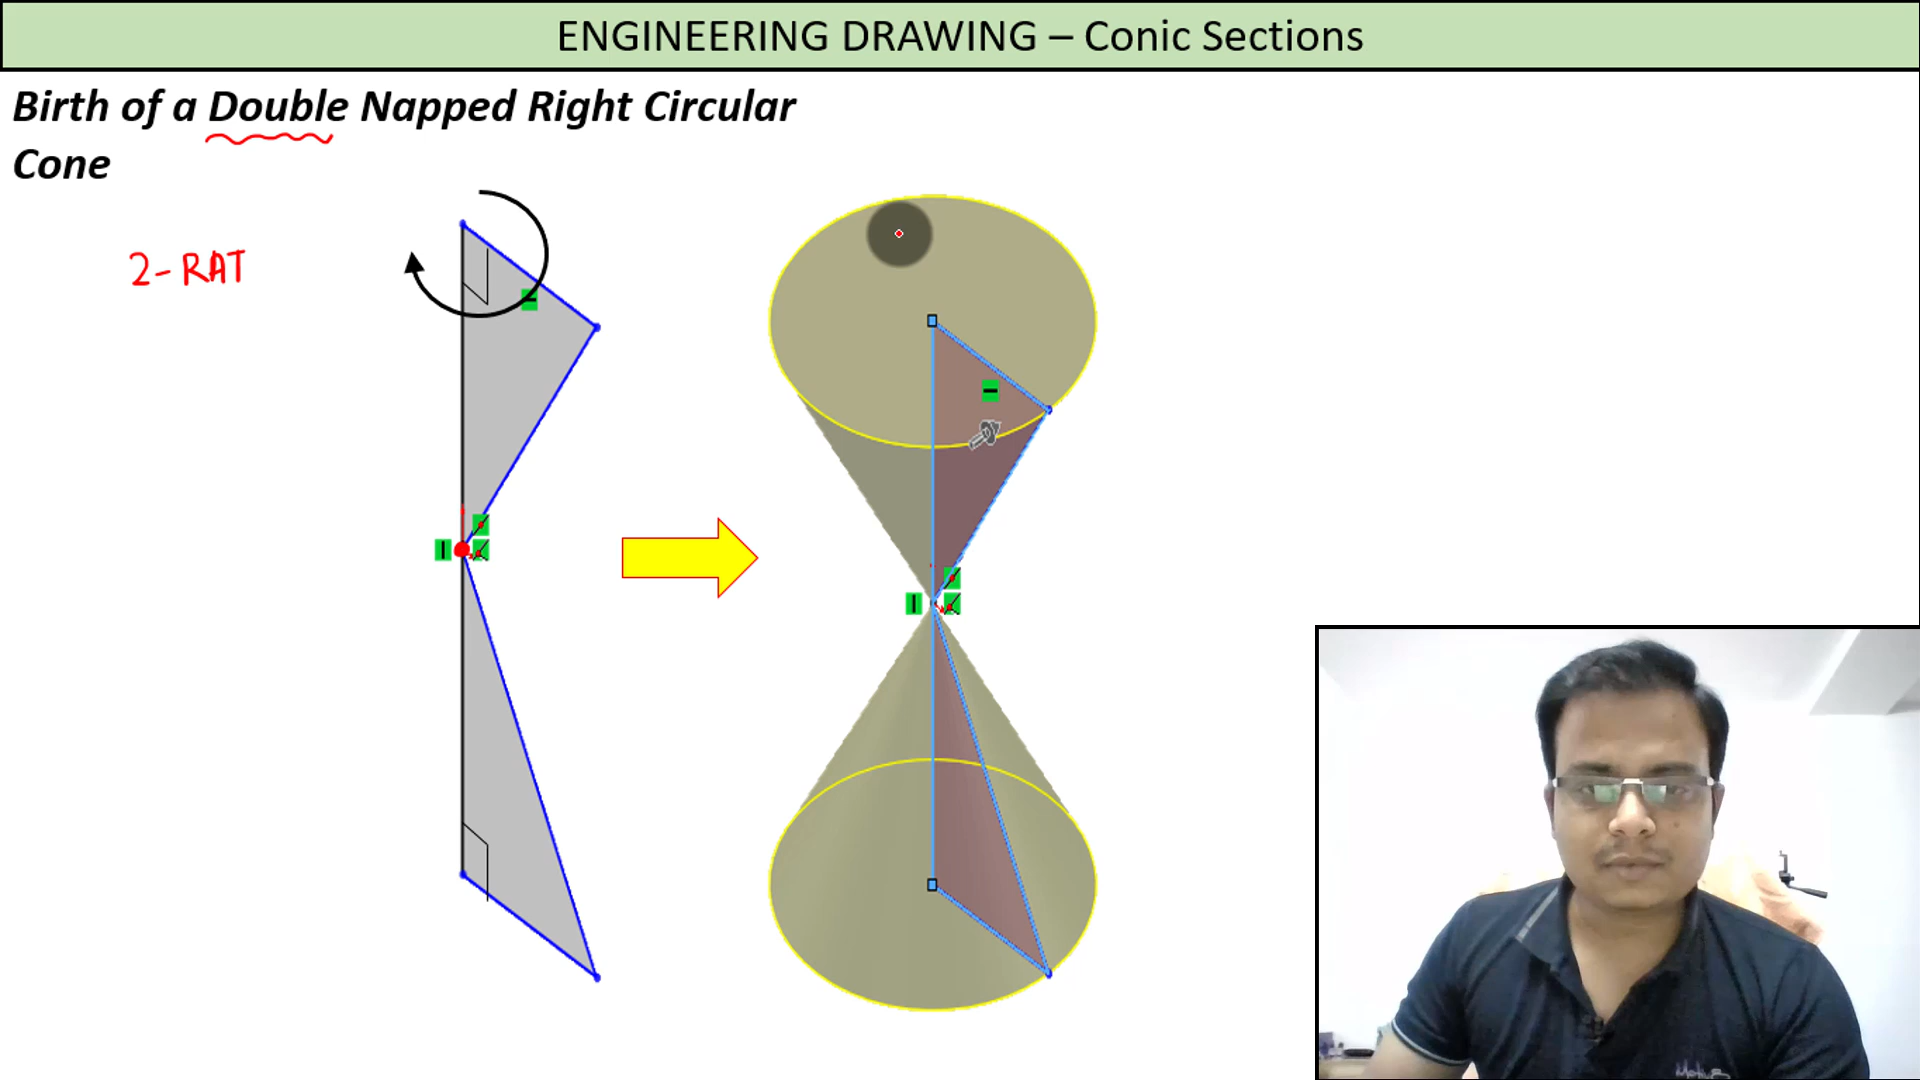 ENGINEERING DRAWING – Conic Sections
Birth of a Double Napped Right Circular
Cone
2-RAT